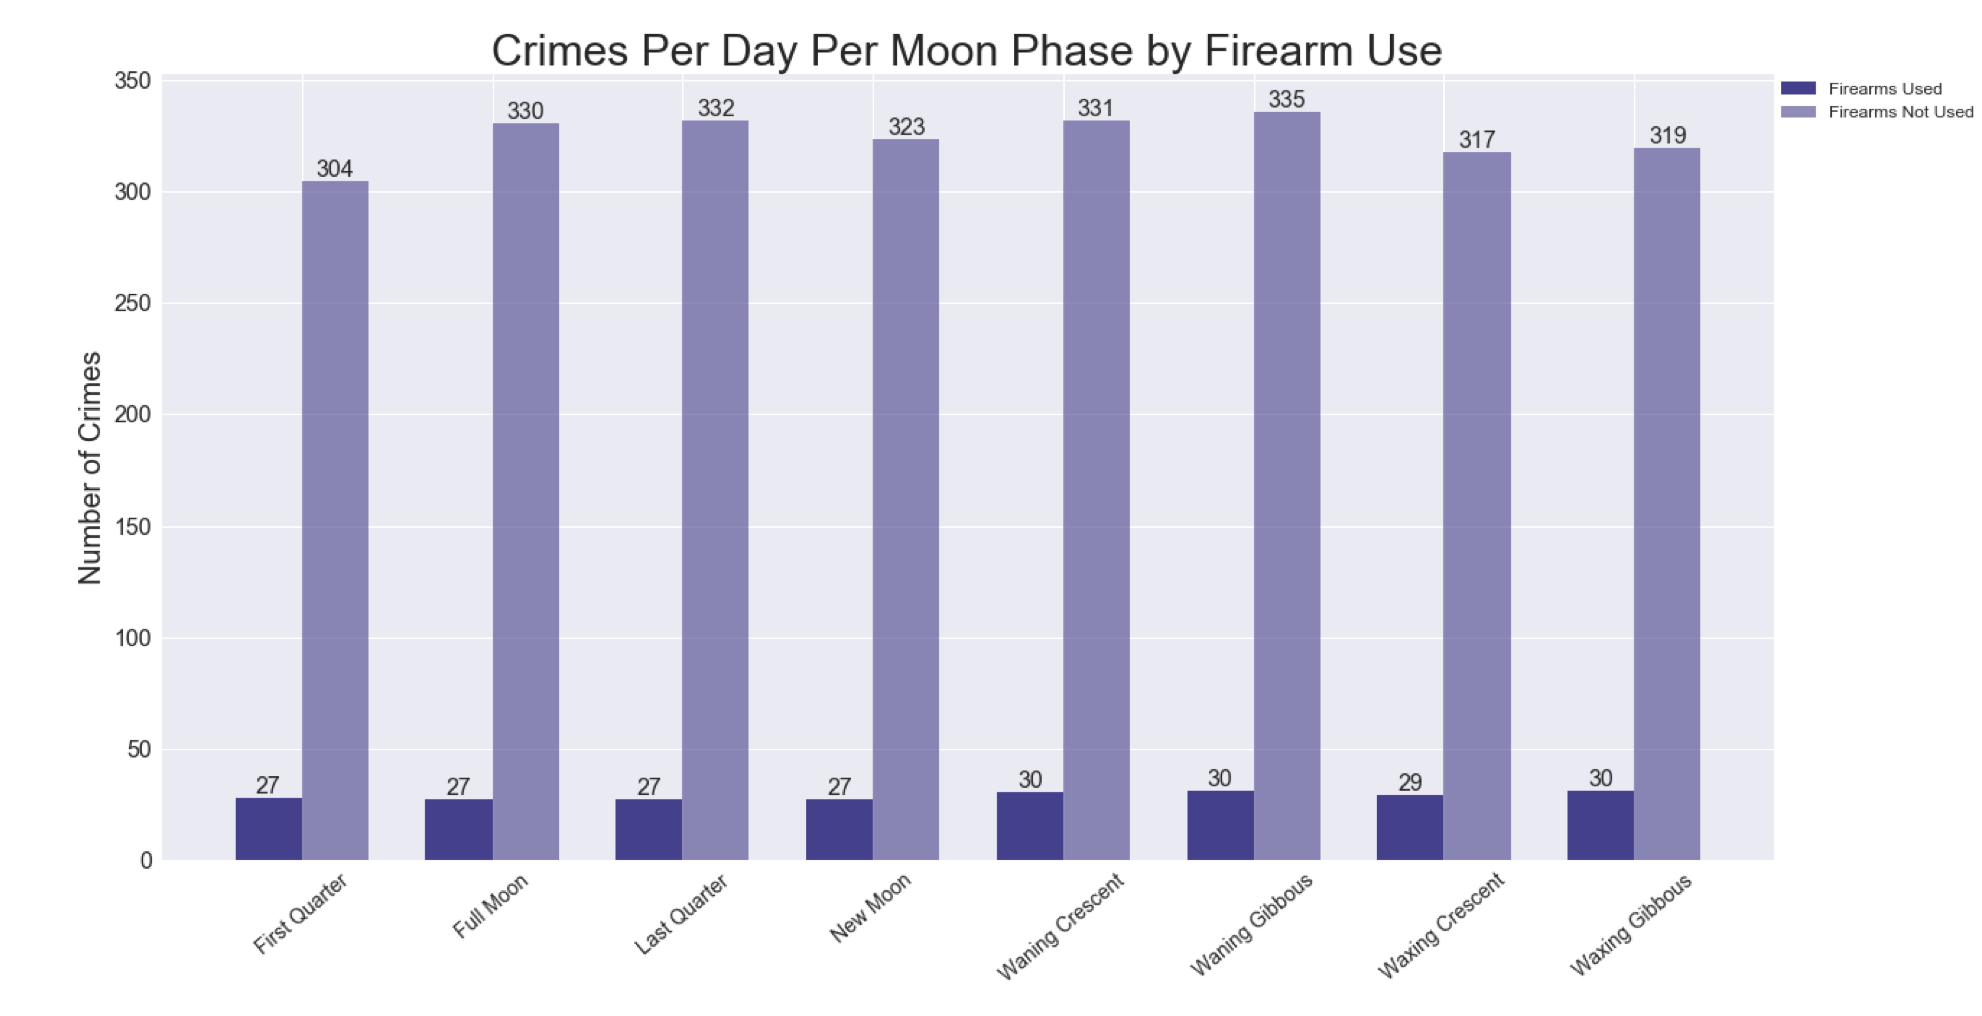 Crimes Per Day Per Moon Phase by Firearm Use
Firearms Used
Firearms Not Used
Number of Crimes
350
300
250
200
150
100
50
0
27
304
27
330
27
332
27
323
30
331
30
335
29
317
30
319
First Quarter
Full Moon
Last Quarter
New Moon
Waning Crescent
Waning Gibbous
Waxing Crescent
Waxing Gibbous